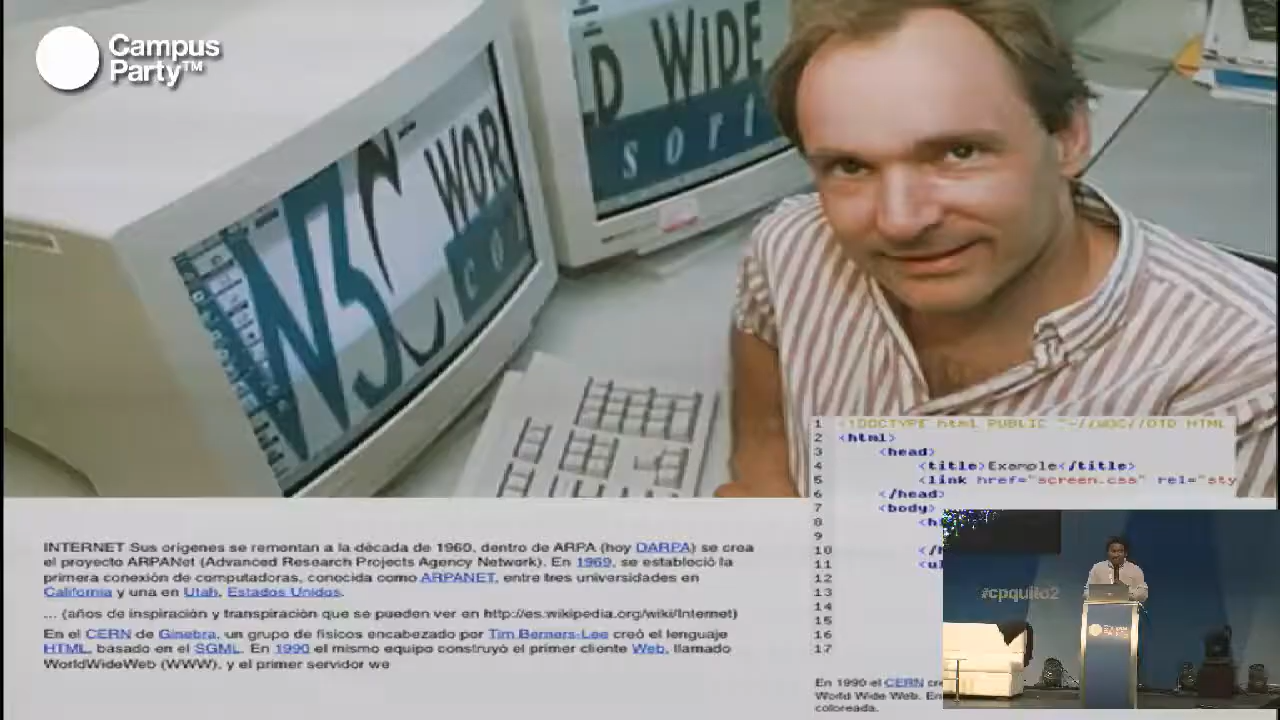 Campus
Party™
D WIDE
sort
W3C WOR
co
1 <!DOCTYPE html PUBLIC "-//W3C//DTD HTML
2 <html>
3 <head>
4 <title>Example</title>
5 <link href="screen.css" rel="sty
6 </head>
7 <body>
8 <h
9
10 </h
11 <ul
12
13
14
15
16
17
INTERNET Sus orígenes se remontan a la década de 1960, dentro de ARPA (hoy DARPA) se crea
el proyecto ARPANet (Advanced Research Projects Agency Network). En 1969, se estableció la
primera conexión de computadoras, conocida como ARPANET, entre tres universidades en
California y una en Utah, Estados Unidos.
... (años de inspiración y transpiración que se pueden ver en http://es.wikipedia.org/wiki/Internet)
En el CERN de Ginebra, un grupo de físicos encabezado por Tim Berners-Lee creó el lenguaje
HTML, basado en el SGML. En 1990 el mismo equipo construyó el primer cliente Web, llamado
WorldWideWeb (WWW), y el primer servidor we
En 1990 el CERN cr
World Wide Web. En
coloreada.
#cpquito2